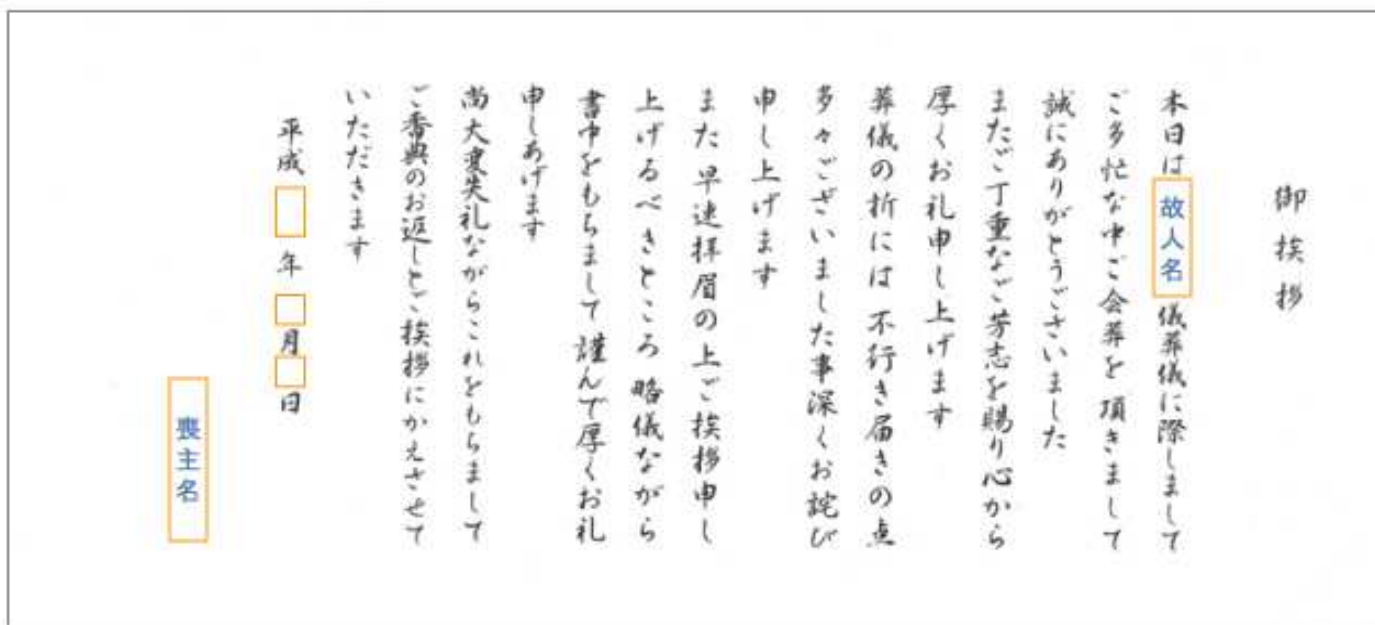 御挨拶
本日は 故人名 儀葬儀に際しまして
ご多忙な中ご会葬を頂きまして
誠にありがとうございました
またご丁重なご芳志を賜り心から
厚くお礼申し上げます
葬儀の折には 不行き届きの点
多々ございました事深くお詫び
申し上げます
また 早速拝眉の上ご挨拶申し
上げるべきところ 略儀ながら
書中をもちまして 謹んで厚くお礼
申しあげます
尚大変失礼ながらこれをもちまして
ご香典のお返しとご挨拶にかえさせて
いただきます
平成 年 月 日
喪主名